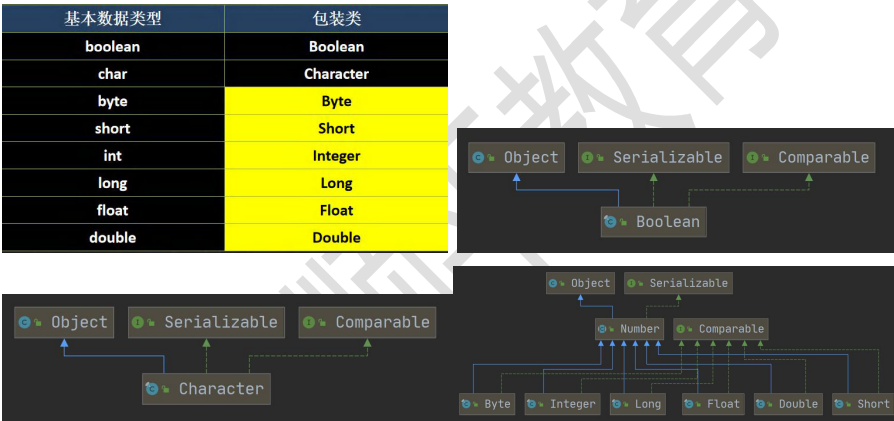 基本数据类型 包装类
boolean Boolean
char Character
byte Byte
short Short
int Integer
long Long
float Float
double Double
Object Serializable Comparable
Boolean
Object Serializable Comparable
Character
Object Serializable
Number Comparable
Byte Integer Long Float Double Short